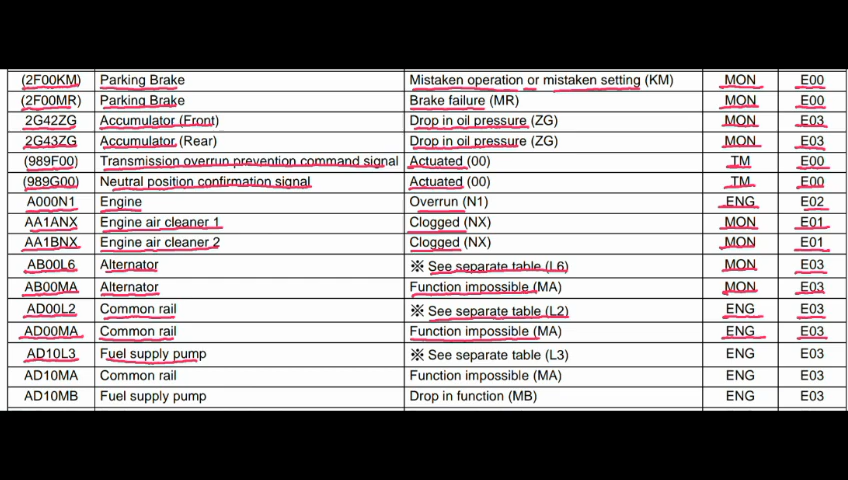 (2F00KM) Parking Brake Mistaken operation or mistaken setting (KM) MON E00
(2F00MR) Parking Brake Brake failure (MR) MON E00
2G42ZG Accumulator (Front) Drop in oil pressure (ZG) MON E03
2G43ZG Accumulator (Rear) Drop in oil pressure (ZG) MON E03
(989F00) Transmission overrun prevention command signal Actuated (00) TM E00
(989G00) Neutral position confirmation signal Actuated (00) TM E00
A000N1 Engine Overrun (N1) ENG E02
AA1ANX Engine air cleaner 1 Clogged (NX) MON E01
AA1BNX Engine air cleaner 2 Clogged (NX) MON E01
AB00L6 Alternator ※ See separate table (L6) MON E03
AB00MA Alternator Function impossible (MA) MON E03
AD00L2 Common rail ※ See separate table (L2) ENG E03
AD00MA Common rail Function impossible (MA) ENG E03
AD10L3 Fuel supply pump ※ See separate table (L3) ENG E03
AD10MA Common rail Function impossible (MA) ENG E03
AD10MB Fuel supply pump Drop in function (MB) ENG E03